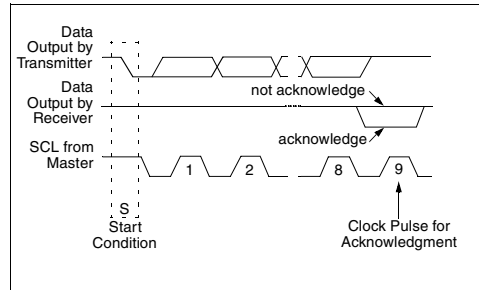 Data
Output by
Transmitter
Data
Output by
Receiver
not acknowledge
acknowledge
SCL from
Master
1 2 8 9
S
Start
Condition
Clock Pulse for
Acknowledgment